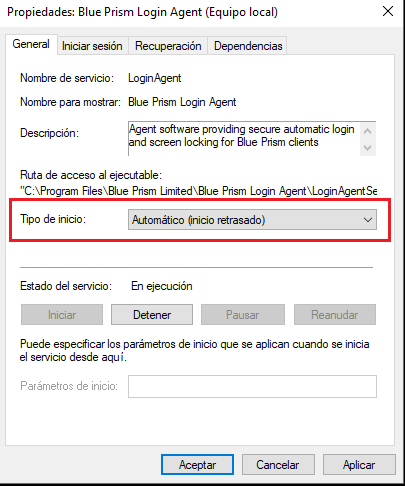 Propiedades: Blue Prism Login Agent (Equipo local)
General Iniciar sesión Recuperación Dependencias
Nombre de servicio: LoginAgent
Nombre para mostrar: Blue Prism Login Agent
Descripción: Agent software providing secure automatic login
and screen locking for Blue Prism clients
Ruta de acceso al ejecutable:
"C:\Program Files\Blue Prism Limited\Blue Prism Login Agent\LoginAgentSe
Tipo de inicio: Automático (inicio retrasado)
Estado del servicio: En ejecución
Iniciar Detener Pausar Reanudar
Puede especificar los parámetros de inicio que se aplican cuando se inicia
el servicio desde aquí.
Parámetros de inicio:
Aceptar Cancelar Aplicar